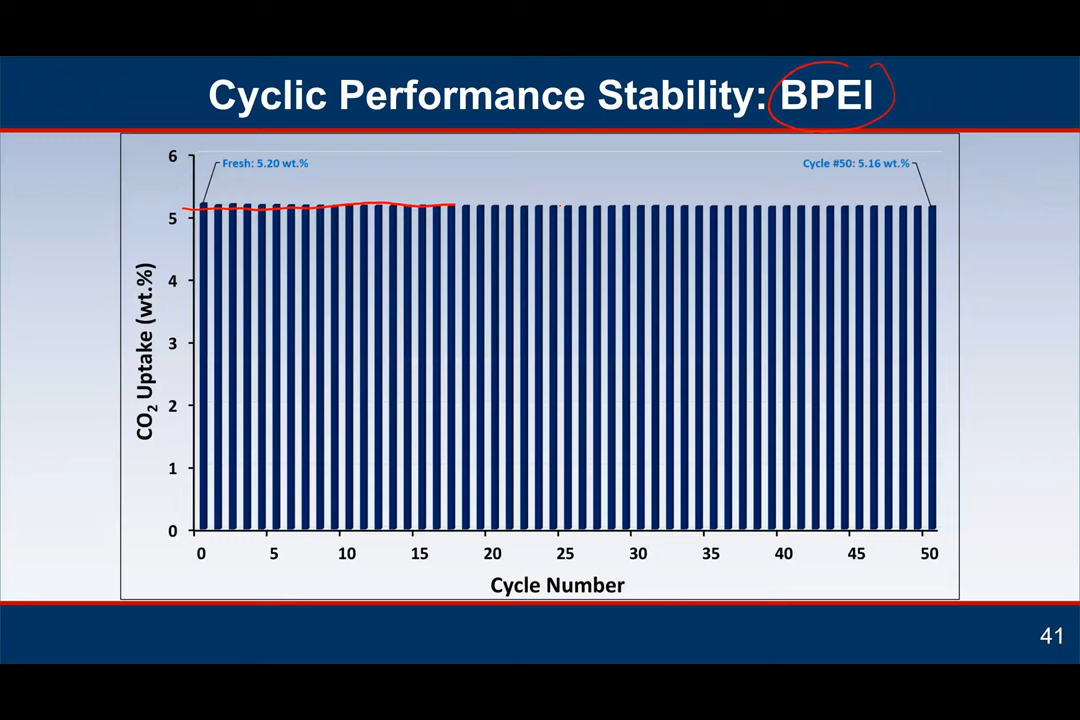 Cyclic Performance Stability: BPEI
Fresh: 5.20 wt.%
Cycle #50: 5.16 wt.%
6
5
4
3
2
1
0
CO₂ Uptake (wt.%)
0 5 10 15 20 25 30 35 40 45 50
Cycle Number
41